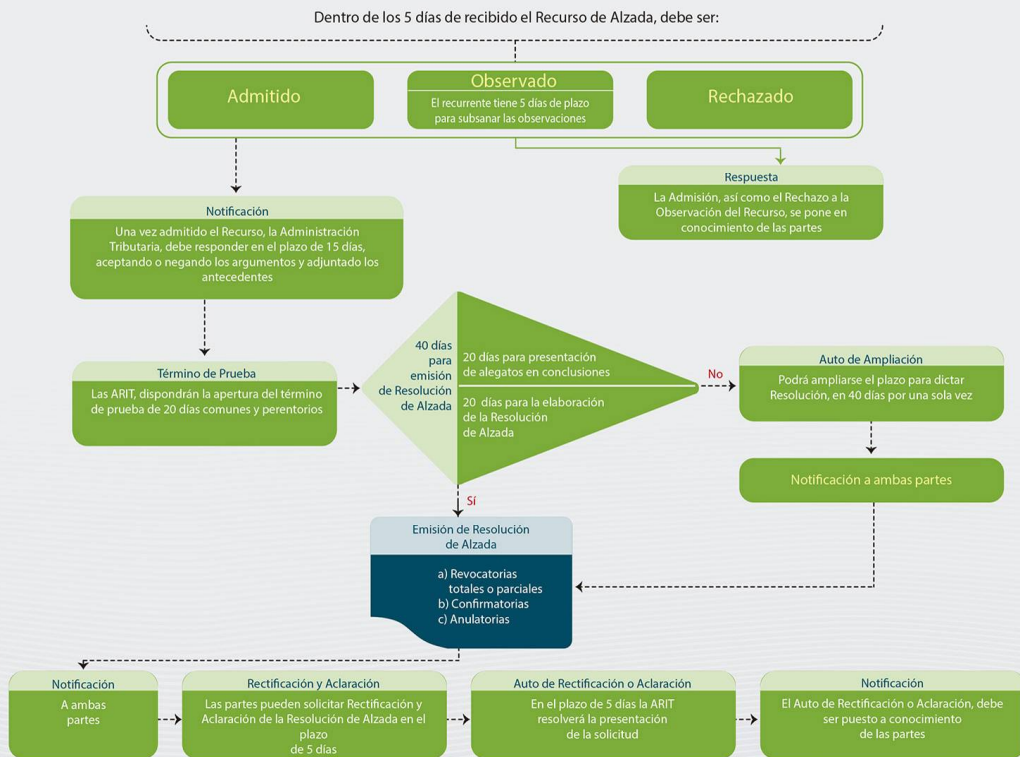 Dentro de los 5 días de recibido el Recurso de Alzada, debe ser:
Admitido
Observado
El recurrente tiene 5 días de plazo
para subsanar las observaciones
Rechazado
Respuesta
La Admisión, así como el Rechazo a la
Observación del Recurso, se pone en
conocimiento de las partes
Notificación
Una vez admitido el Recurso, la Administración
Tributaria, debe responder en el plazo de 15 días,
aceptando o negando los argumentos y adjuntado los
antecedentes
Término de Prueba
Las ARIT, dispondrán la apertura del término
de prueba de 20 días comunes y perentorios
40 días
para
emisión
de Resolución
de Alzada
20 días para presentación
de alegatos en conclusiones
20 días para la elaboración
de la Resolución
de Alzada
No
Auto de Ampliación
Podrá ampliarse el plazo para dictar
Resolución, en 40 días por una sola vez
Notificación a ambas partes
Sí
Emisión de Resolución
de Alzada
a) Revocatorias
totales o parciales
b) Confirmatorias
c) Anulatorias
Notificación
A ambas
partes
Rectificación y Aclaración
Las partes pueden solicitar Rectificación y
Aclaración de la Resolución de Alzada en el
plazo
de 5 días
Auto de Rectificación o Aclaración
En el plazo de 5 días la ARIT
resolverá la presentación
de la solicitud
Notificación
El Auto de Rectificación o Aclaración, debe
ser puesto a conocimiento
de las partes